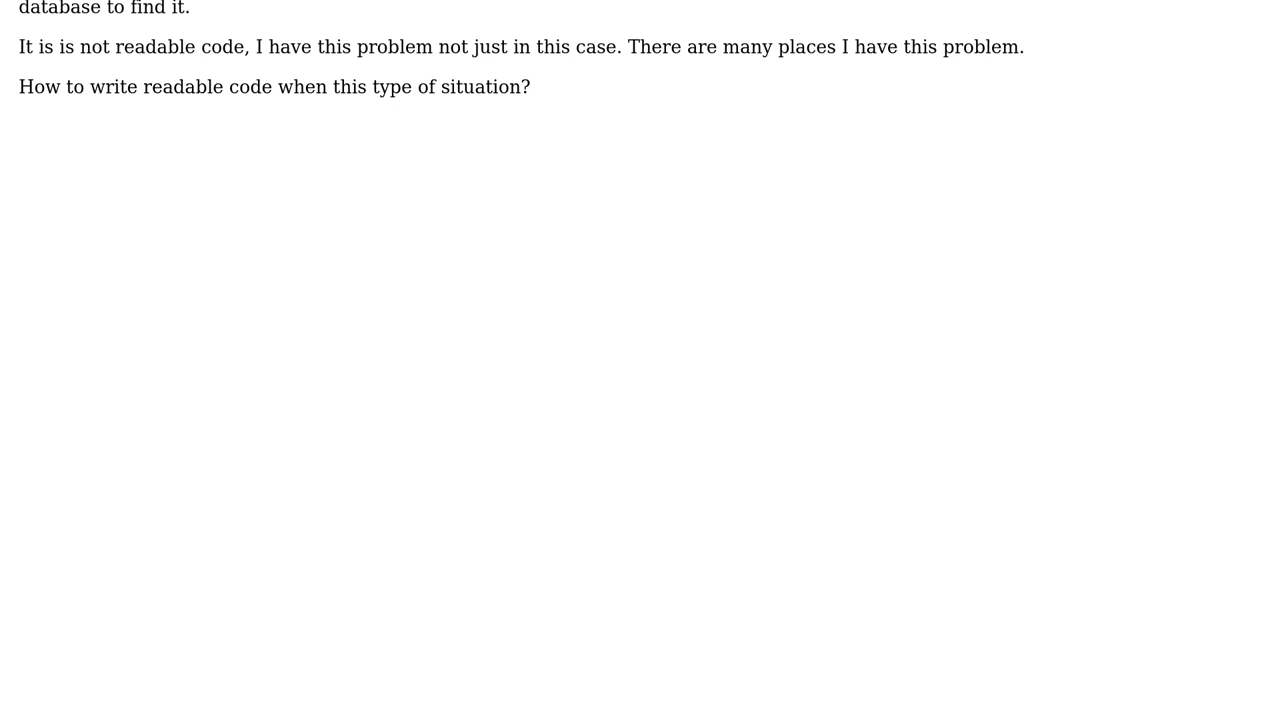 database to find it.
It is is not readable code, I have this problem not just in this case. There are many places I have this problem.
How to write readable code when this type of situation?